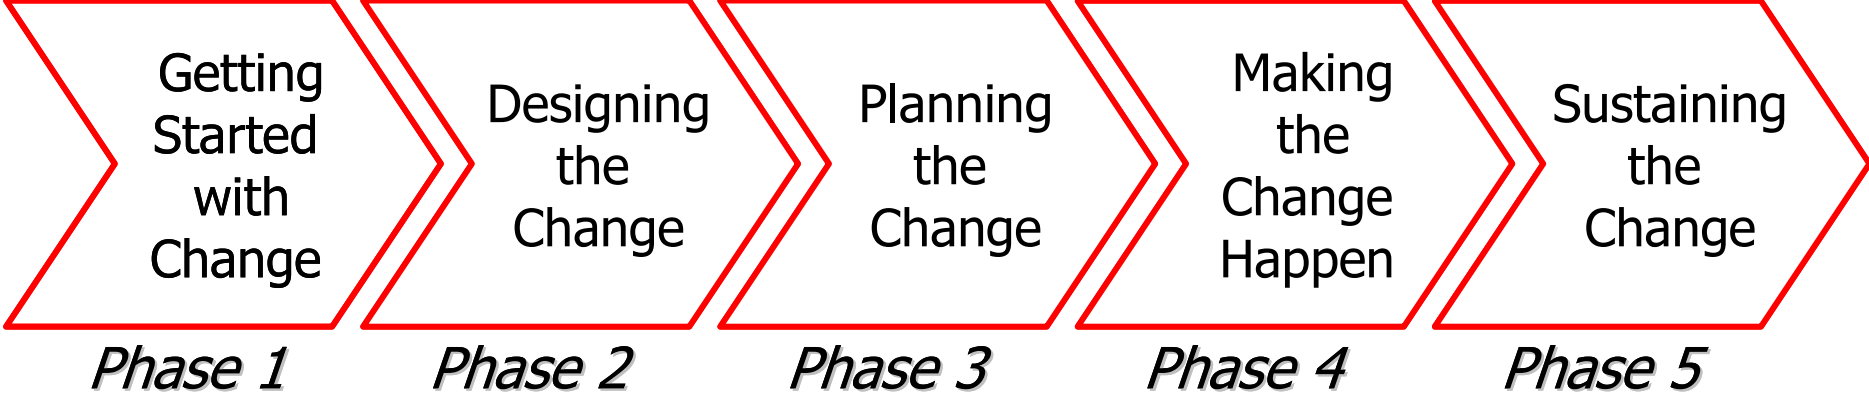 Getting
Started
with
Change
Designing
the
Change
Planning
the
Change
Making
the
Change
Happen
Sustaining
the
Change
Phase 1
Phase 2
Phase 3
Phase 4
Phase 5